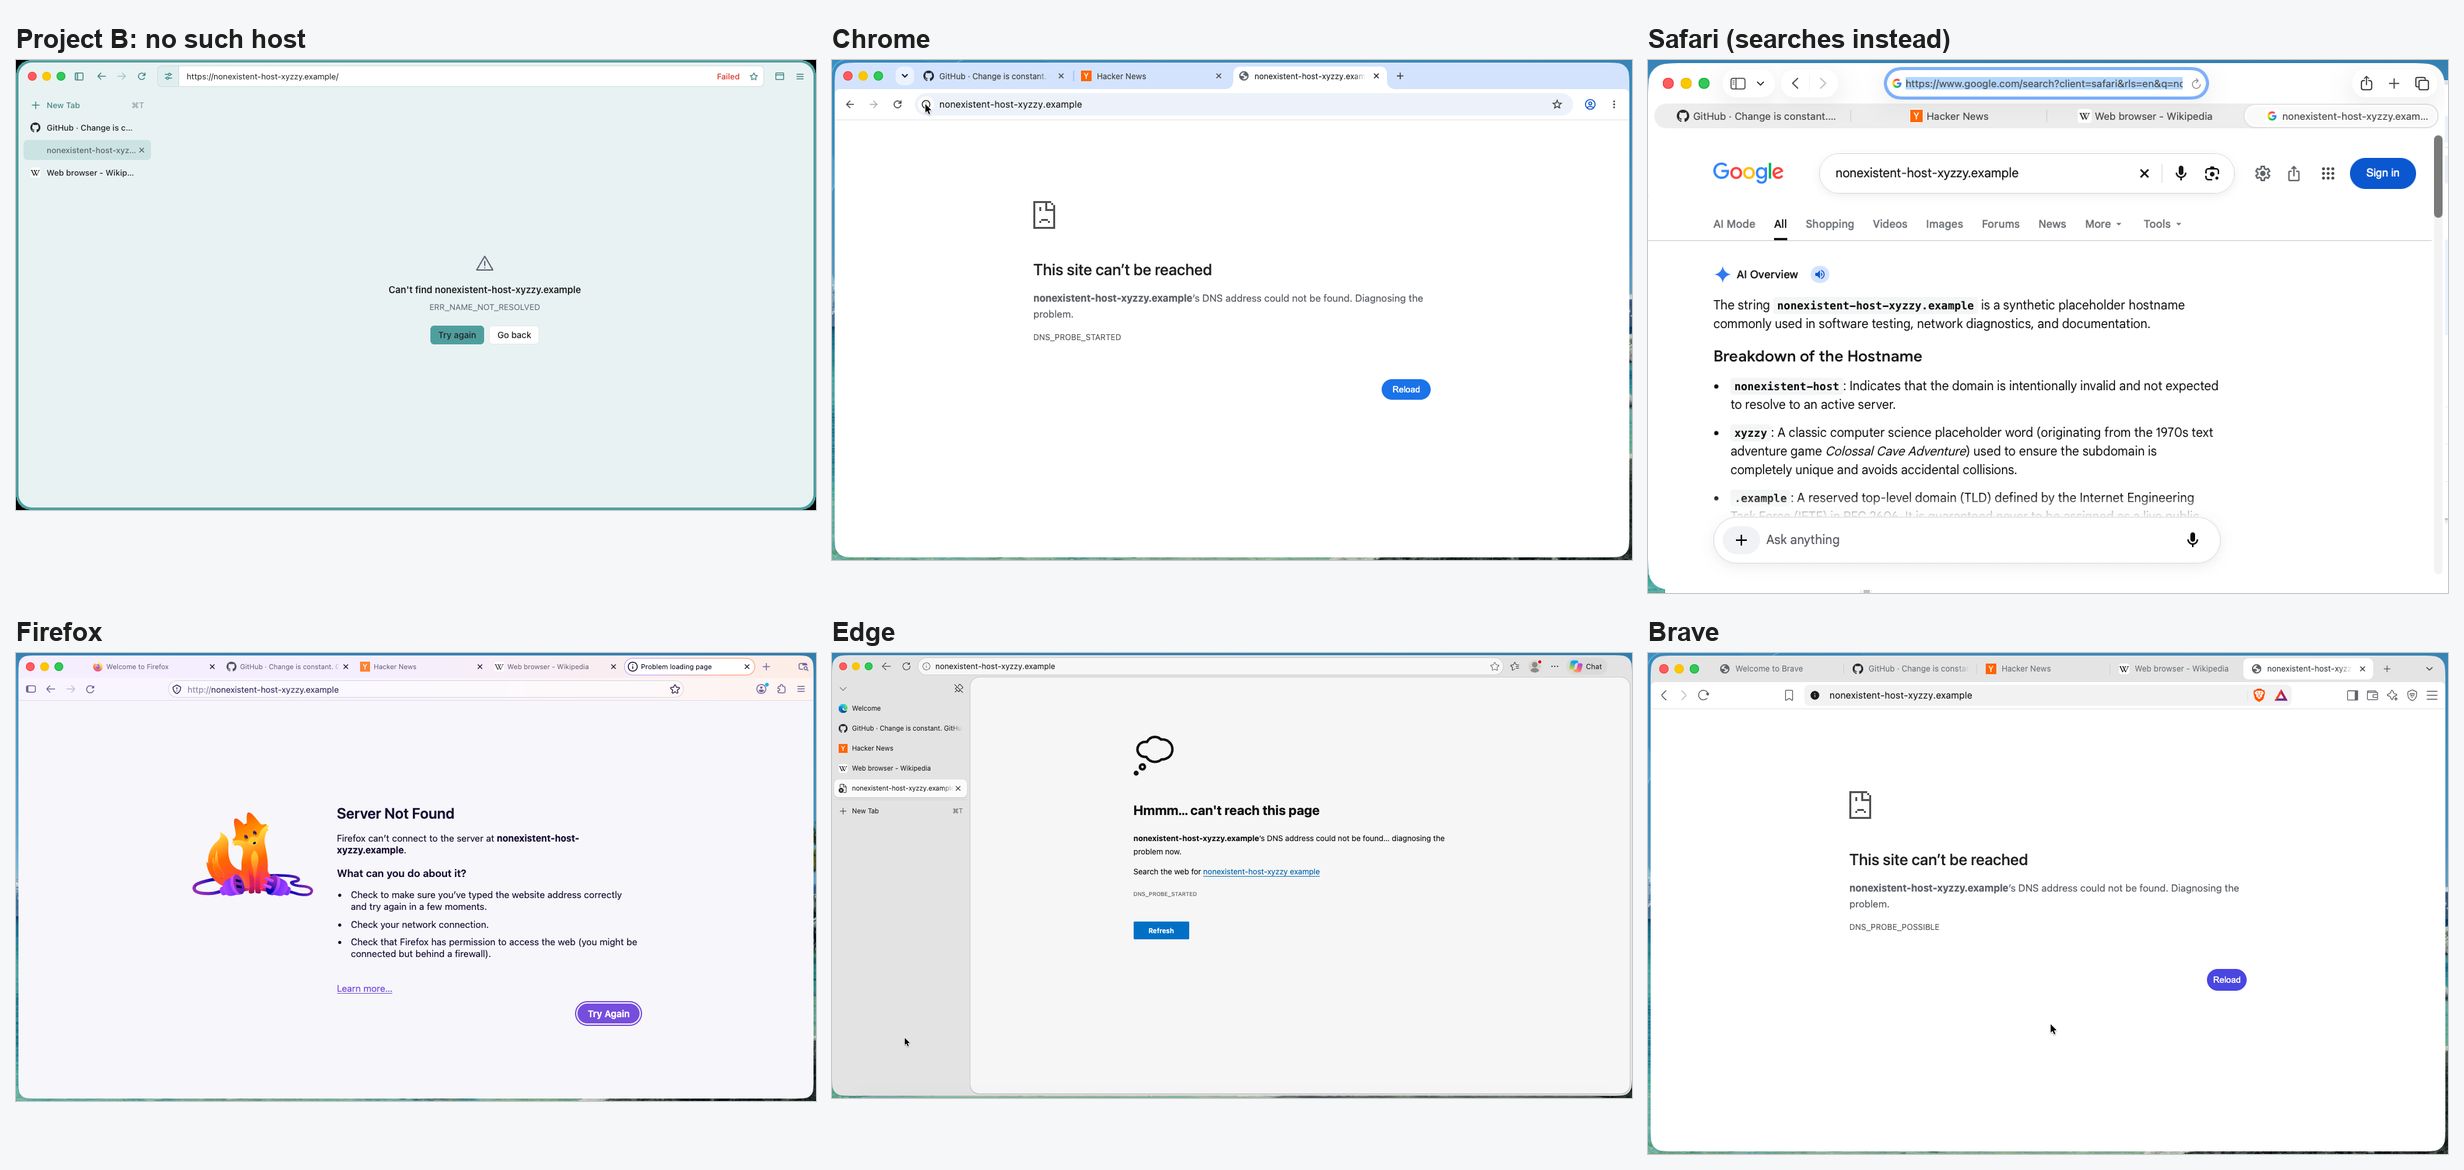 Project B: no such host
https://nonexistent-host-xyzzy.example/
Failed
New Tab
⌘T
GitHub · Change is c...
nonexistent-host-xyz...
Web browser - Wikip...
Can't find nonexistent-host-xyzzy.example
ERR_NAME_NOT_RESOLVED
Try again
Go back
Chrome
GitHub · Change is constant.
Hacker News
nonexistent-host-xyzzy.exam
nonexistent-host-xyzzy.example
This site can't be reached
nonexistent-host-xyzzy.example's DNS address could not be found. Diagnosing the
problem.
DNS_PROBE_STARTED
Reload
Safari (searches instead)
https://www.google.com/search?client=safari&rls=en&q=no
GitHub · Change is constant....
Hacker News
Web browser - Wikipedia
nonexistent-host-xyzzy.exam...
Google
nonexistent-host-xyzzy.example
Sign in
AI Mode
All
Shopping
Videos
Images
Forums
News
More
Tools
AI Overview
The string nonexistent-host-xyzzy.example is a synthetic placeholder hostname
commonly used in software testing, network diagnostics, and documentation.
Breakdown of the Hostname
• nonexistent-host : Indicates that the domain is intentionally invalid and not expected
to resolve to an active server.
• xyzzy : A classic computer science placeholder word (originating from the 1970s text
adventure game Colossal Cave Adventure) used to ensure the subdomain is
completely unique and avoids accidental collisions.
• .example : A reserved top-level domain (TLD) defined by the Internet Engineering
Task Force (IETF) in RFC 2606. It is guaranteed never to be assigned as a live public
Ask anything
Firefox
Welcome to Firefox
GitHub · Change is constant.
Hacker News
Web browser - Wikipedia
Problem loading page
http://nonexistent-host-xyzzy.example
Server Not Found
Firefox can't connect to the server at nonexistent-host-
xyzzy.example.
What can you do about it?
• Check to make sure you've typed the website address correctly
and try again in a few moments.
• Check your network connection.
• Check that Firefox has permission to access the web (you might be
connected but behind a firewall).
Learn more...
Try Again
Edge
nonexistent-host-xyzzy.example
Chat
Welcome
GitHub · Change is constant. GitH
Hacker News
Web browser - Wikipedia
nonexistent-host-xyzzy.exampl
New Tab
⌘T
Hmmm... can't reach this page
nonexistent-host-xyzzy.example's DNS address could not be found... diagnosing the
problem now.
Search the web for nonexistent-host-xyzzy example
DNS_PROBE_STARTED
Refresh
Brave
Welcome to Brave
GitHub · Change is consta
Hacker News
Web browser - Wikipedia
nonexistent-host-xyzz
nonexistent-host-xyzzy.example
This site can't be reached
nonexistent-host-xyzzy.example's DNS address could not be found. Diagnosing the
problem.
DNS_PROBE_POSSIBLE
Reload